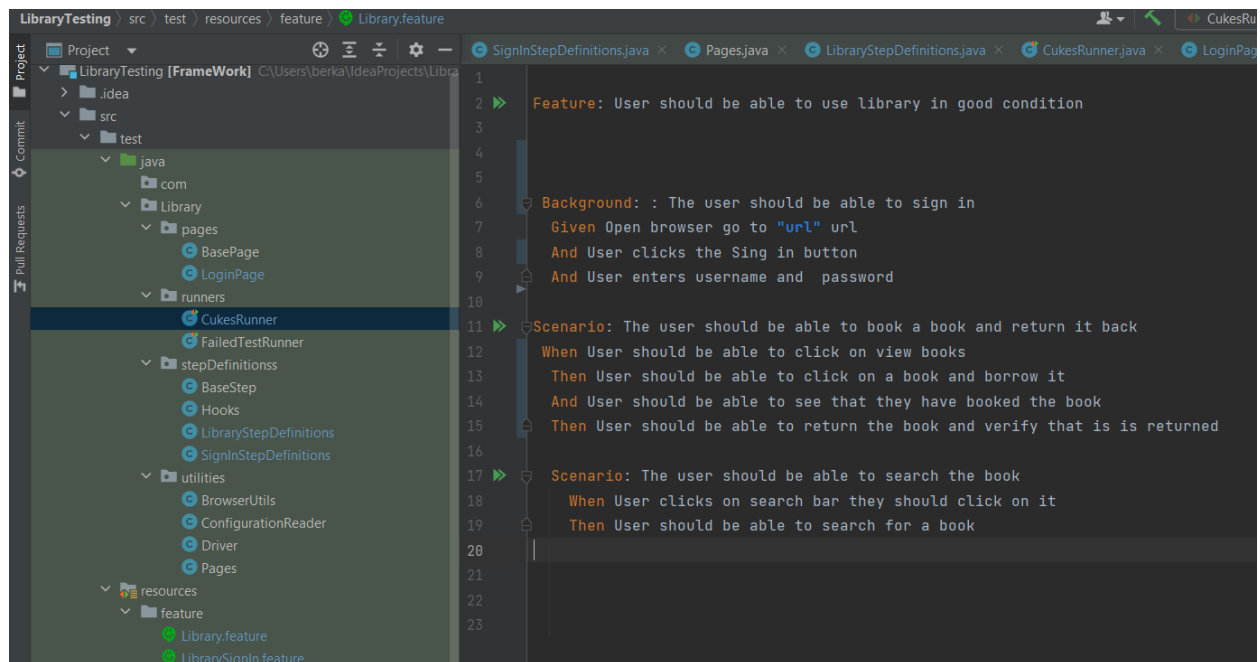 LibraryTesting 〉 src 〉 test 〉 resources 〉 feature 〉 Library.feature
CukesRu
Project
SignInStepDefinitions.java × Pages.java × LibraryStepDefinitions.java × CukesRunner.java × LoginPag
Project
Commit
Pull Requests
LibraryTesting [FrameWork] C:\Users\berka\IdeaProjects\Libra
.idea
src
test
java
com
Library
pages
BasePage
LoginPage
runners
CukesRunner
FailedTestRunner
stepDefinitionss
BaseStep
Hooks
LibraryStepDefinitions
SignInStepDefinitions
utilities
BrowserUtils
ConfigurationReader
Driver
Pages
resources
feature
Library.feature
LibrarySignIn.feature
1
2 Feature: User should be able to use library in good condition
3
4
5
6 Background: : The user should be able to sign in
7 Given Open browser go to "url" url
8 And User clicks the Sing in button
9 And User enters username and  password
10
11 Scenario: The user should be able to book a book and return it back
12 When User should be able to click on view books
13 Then User should be able to click on a book and borrow it
14 And User should be able to see that they have booked the book
15 Then User should be able to return the book and verify that is is returned
16
17 Scenario: The user should be able to search the book
18 When User clicks on search bar they should click on it
19 Then User should be able to search for a book
20
21
22
23